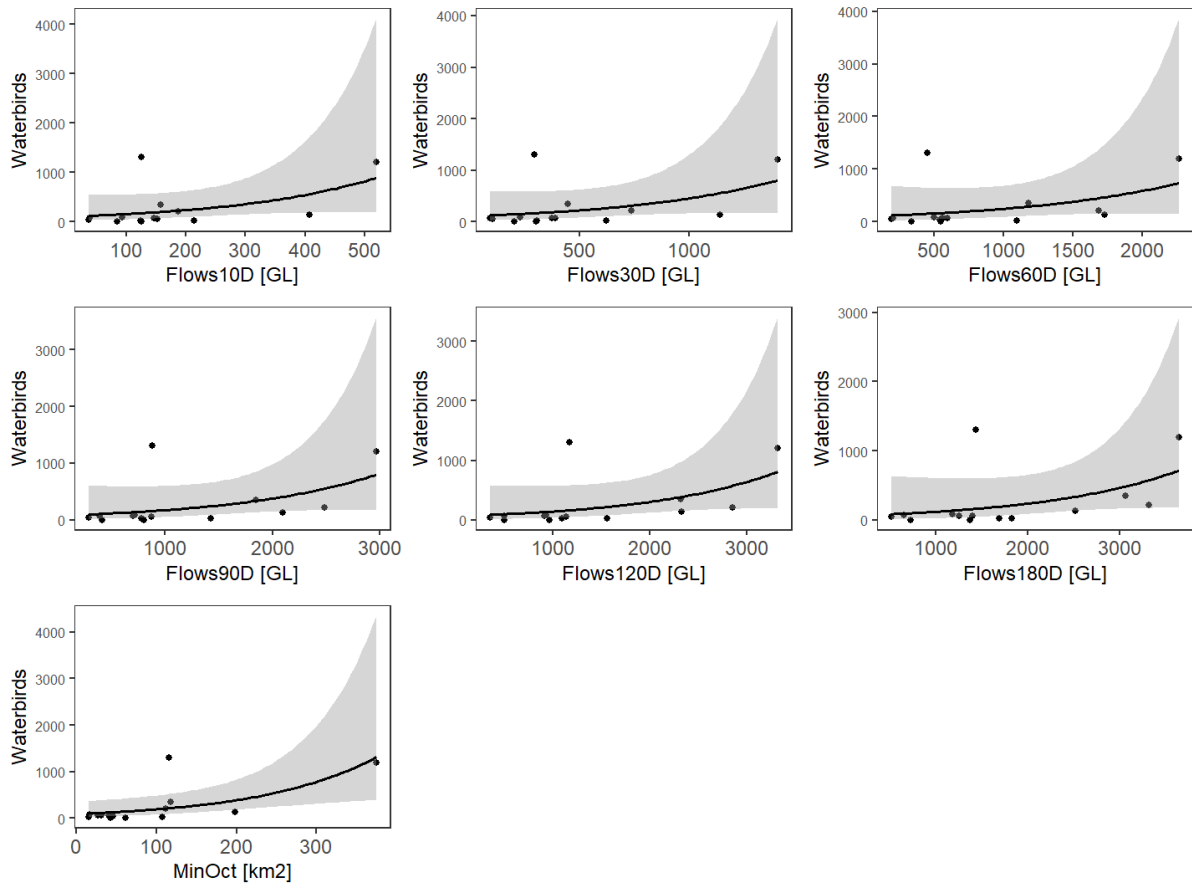 4000
3000
2000
1000
0
Waterbirds
100 200 300 400 500
Flows10D [GL]
4000
3000
2000
1000
0
Waterbirds
500 1000
Flows30D [GL]
4000
3000
2000
1000
0
Waterbirds
500 1000 1500 2000
Flows60D [GL]
3000
2000
1000
0
Waterbirds
1000 2000 3000
Flows90D [GL]
3000
2000
1000
0
Waterbirds
1000 2000 3000
Flows120D [GL]
3000
2000
1000
0
Waterbirds
1000 2000 3000
Flows180D [GL]
4000
3000
2000
1000
0
Waterbirds
0 100 200 300
MinOct [km2]